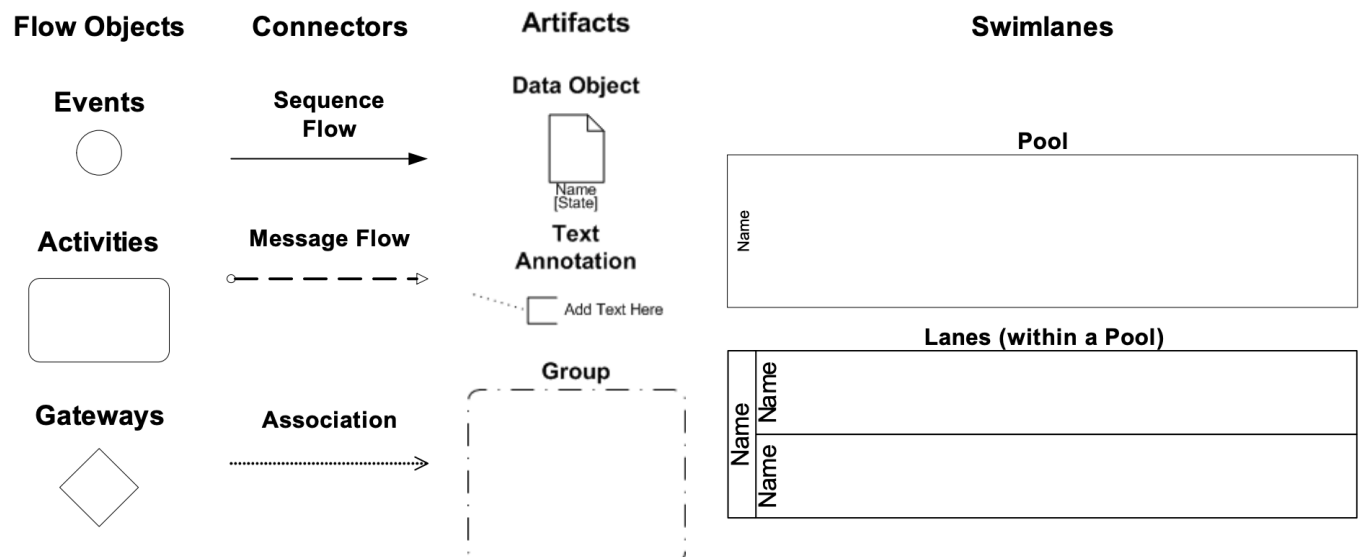 Flow Objects
Connectors
Artifacts
Swimlanes
Events
Sequence
Flow
Data Object
Name
[State]
Pool
Name
Activities
Message Flow
Text
Annotation
Add Text Here
Lanes (within a Pool)
Name
Name
Name
Group
Gateways
Association